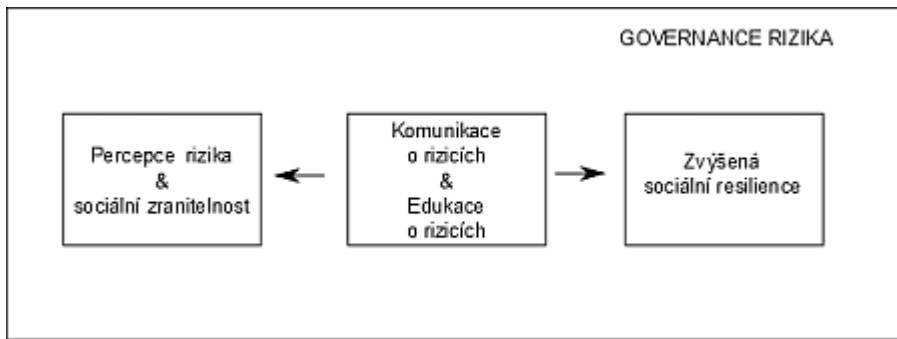 GOVERNANCE RIZIKA
Percepce rizika
&
sociální zranitelnost
Komunikace
o rizicích
&
Edukace
o rizicích
Zvýšená
sociální resilience